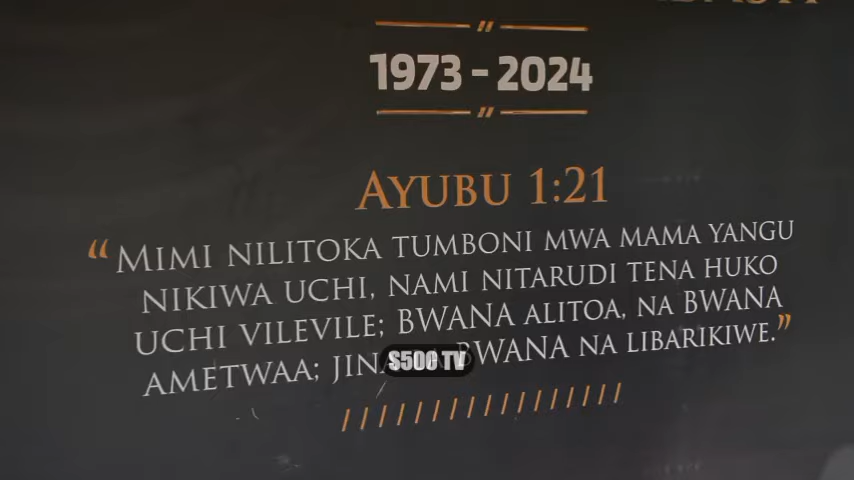 1973 - 2024
AYUBU 1:21
“MIMI NILITOKA TUMBONI MWA MAMA YANGU
NIKIWA UCHI, NAMI NITARUDI TENA HUKO
UCHI VILEVILE; BWANA ALITOA, NA BWANA
AMETWAA; BWANA NA LIBARIKIWE.”
S500 TV